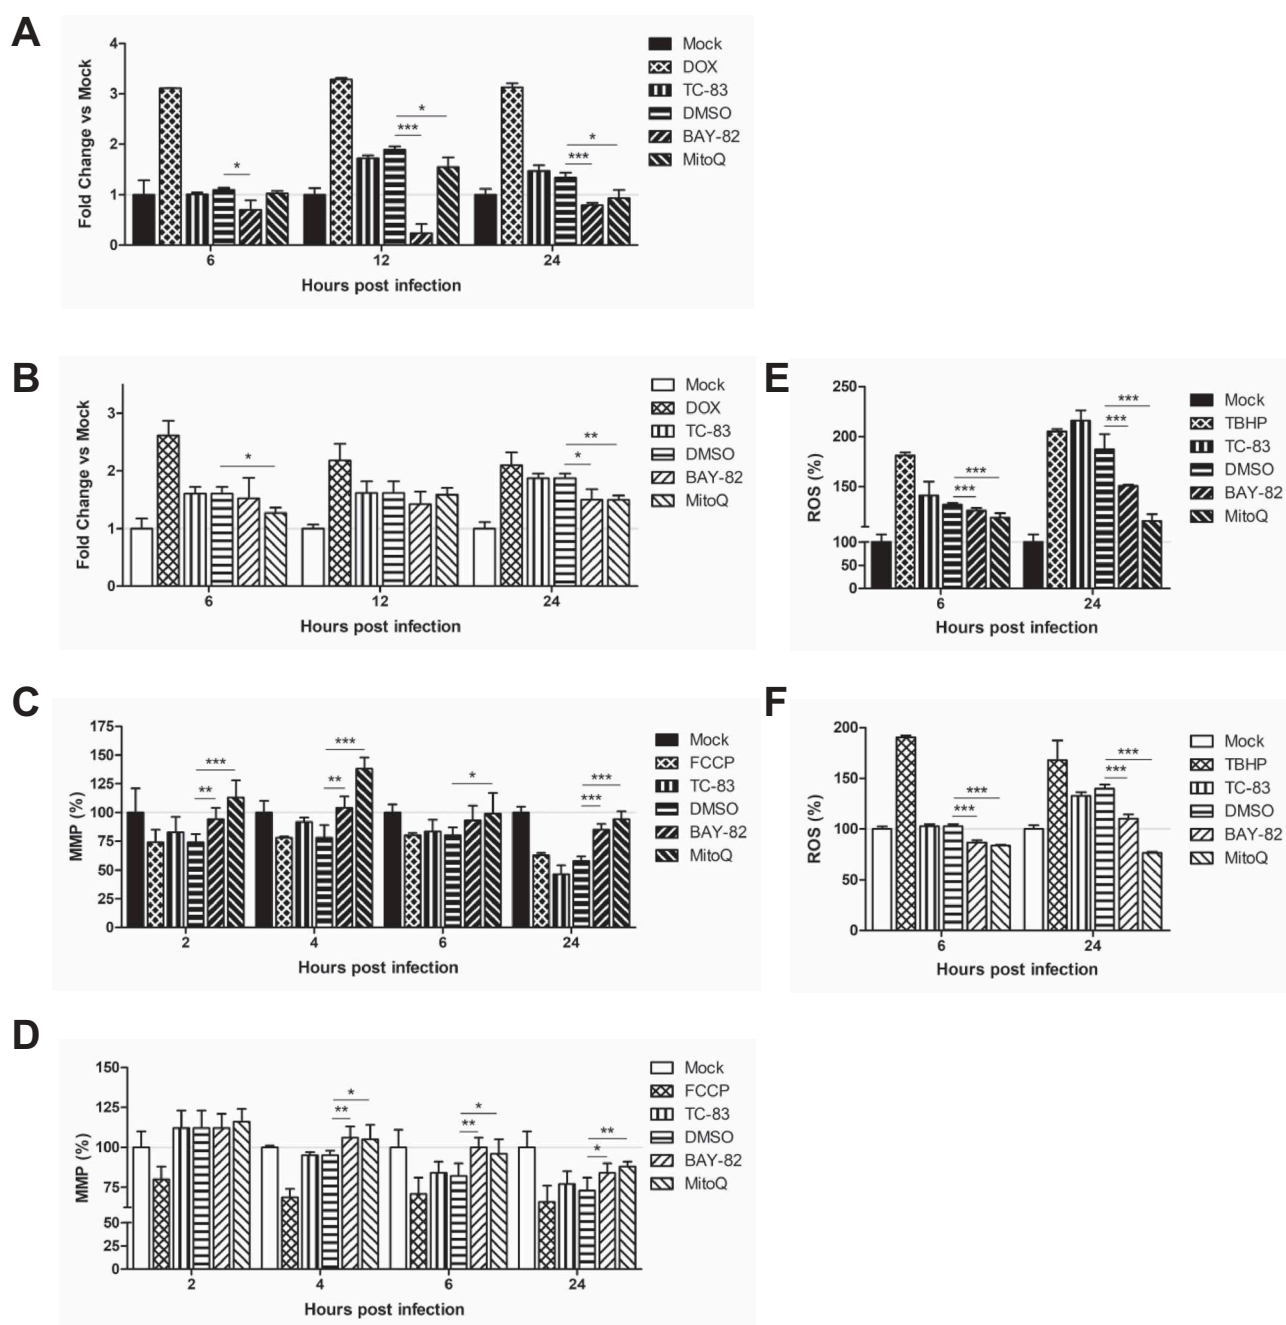 A
Fold Change vs Mock
4
3
2
1
0
*
***
*
***
*
6
12
24
Hours post infection
Mock
DOX
TC-83
DMSO
BAY-82
MitoQ
B
Fold Change vs Mock
3
2
1
0
*
**
*
6
12
24
Hours post infection
Mock
DOX
TC-83
DMSO
BAY-82
MitoQ
E
ROS (%)
250
200
150
100
50
0
***
***
***
***
6
24
Hours post infection
Mock
TBHP
TC-83
DMSO
BAY-82
MitoQ
C
MMP (%)
175
150
125
100
75
50
25
0
***
**
***
**
*
***
***
2
4
6
24
Hours post infection
Mock
FCCP
TC-83
DMSO
BAY-82
MitoQ
F
ROS (%)
200
150
100
50
0
***
***
***
***
6
24
Hours post infection
Mock
TBHP
TC-83
DMSO
BAY-82
MitoQ
D
MMP (%)
150
125
100
75
50
25
0
*
**
*
**
**
*
2
4
6
24
Hours post infection
Mock
FCCP
TC-83
DMSO
BAY-82
MitoQ